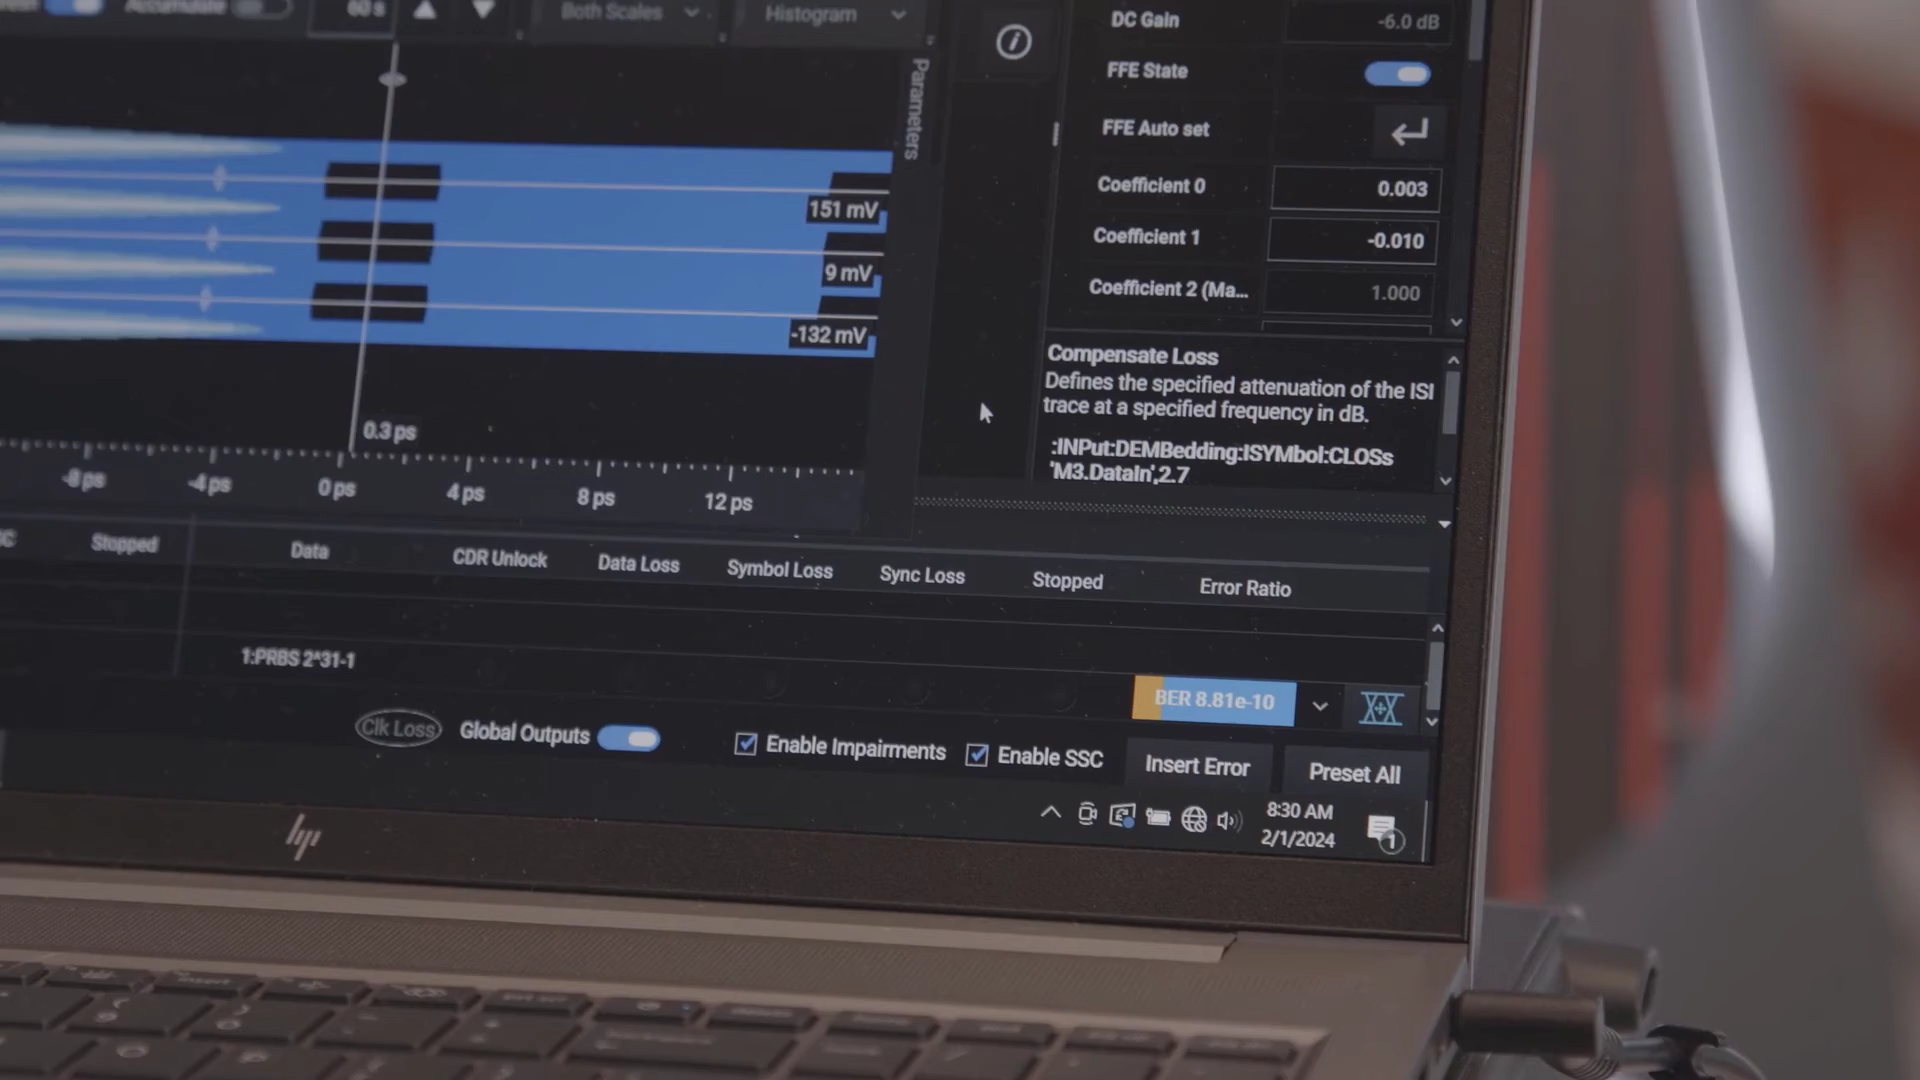 Accumulate
60 s
Both Scales
Histogram
Parameters
151 mV
9 mV
-132 mV
0.3 ps
-8 ps
-4 ps
0 ps
4 ps
8 ps
12 ps
DC Gain
-6.0 dB
FFE State
FFE Auto set
Coefficient 0
0.003
Coefficient 1
-0.010
Coefficient 2 (Ma...
1.000
Compensate Loss
Defines the specified attenuation of the ISI
trace at a specified frequency in dB.
:INPut:DEMBedding:ISYMbol:CLOSs
'M3.DataIn',2.7
Stopped
Data
CDR Unlock
Data Loss
Symbol Loss
Sync Loss
Stopped
Error Ratio
1:PRBS 2^31-1
BER 8.81e-10
Clk Loss
Global Outputs
Enable Impairments
Enable SSC
Insert Error
Preset All
8:30 AM
2/1/2024
1
hp